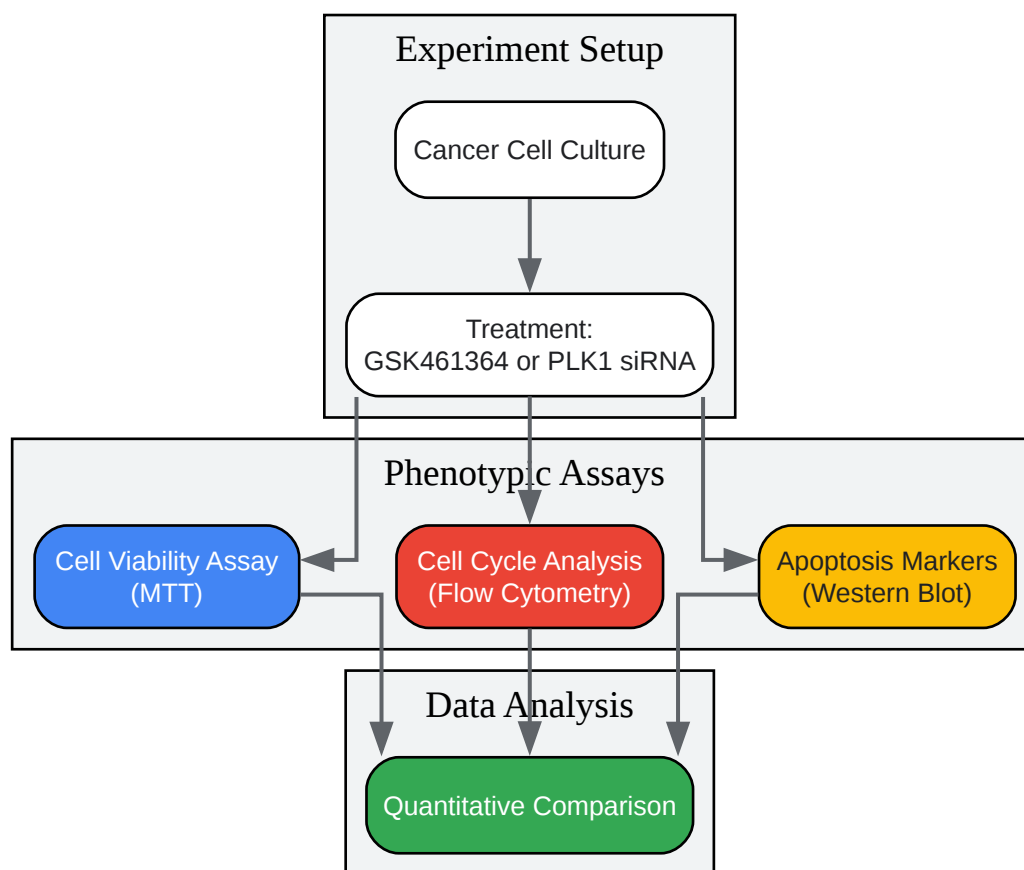 Experiment Setup
Cancer Cell Culture
Treatment:
GSK461364 or PLK1 siRNA
Phenotypic Assays
Cell Viability Assay
(MTT)
Cell Cycle Analysis
(Flow Cytometry)
Apoptosis Markers
(Western Blot)
Data Analysis
Quantitative Comparison